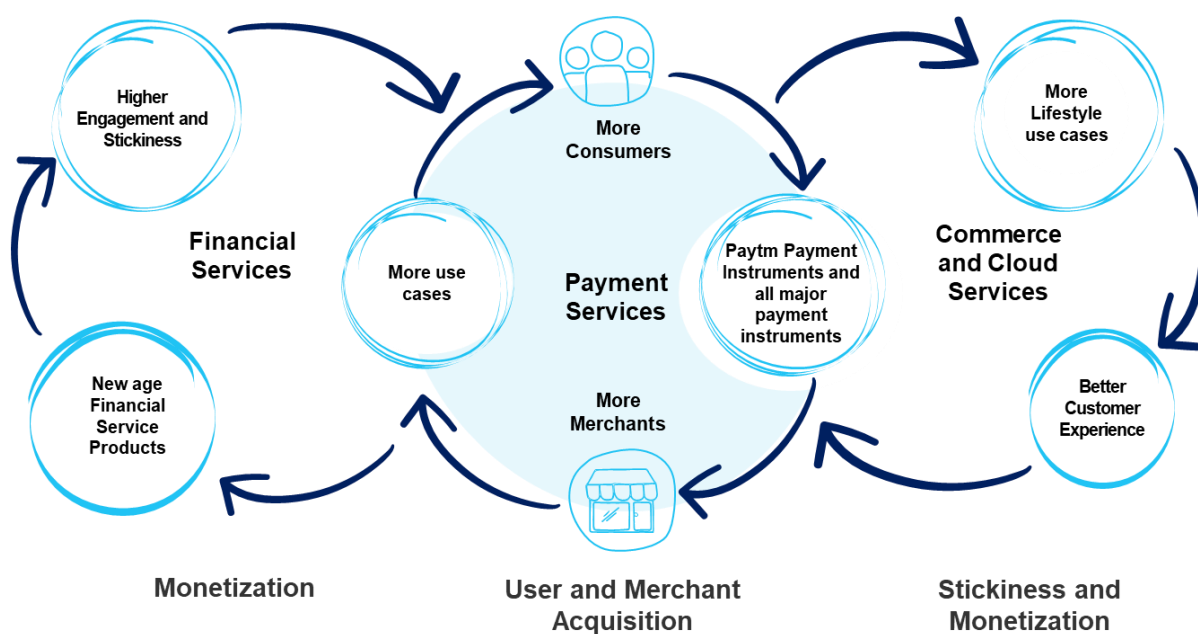 Higher
Engagement and
Stickiness
Financial
Services
New age
Financial
Service
Products
More use
cases
More
Consumers
Payment
Services
More
Merchants
Paytm Payment
Instruments and
all major
payment
instruments
More
Lifestyle
use cases
Commerce
and Cloud
Services
Better
Customer
Experience
Monetization
User and Merchant
Acquisition
Stickiness and
Monetization